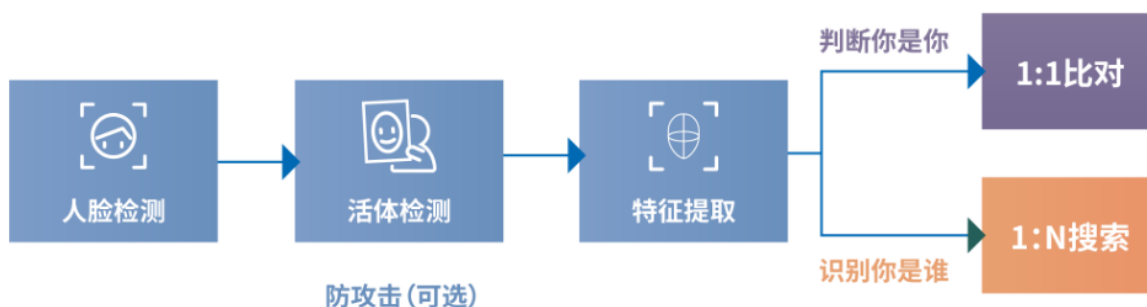 人脸检测
活体检测
防攻击(可选)
特征提取
判断你是你
1:1比对
识别你是谁
1:N搜索